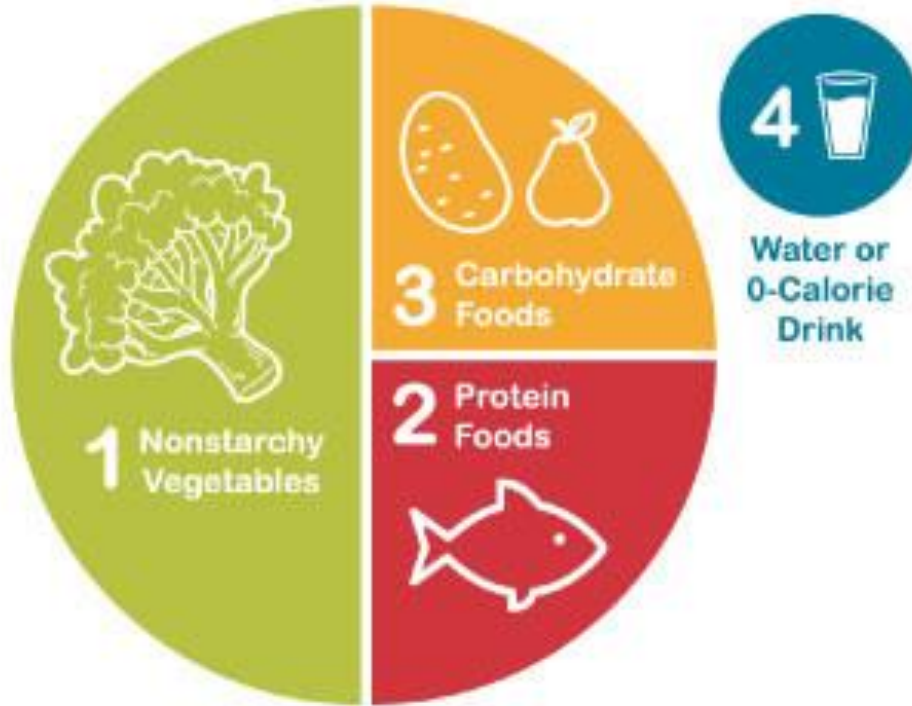 1 Nonstarchy
Vegetables
2 Protein
Foods
3 Carbohydrate
Foods
4
Water or
0-Calorie
Drink